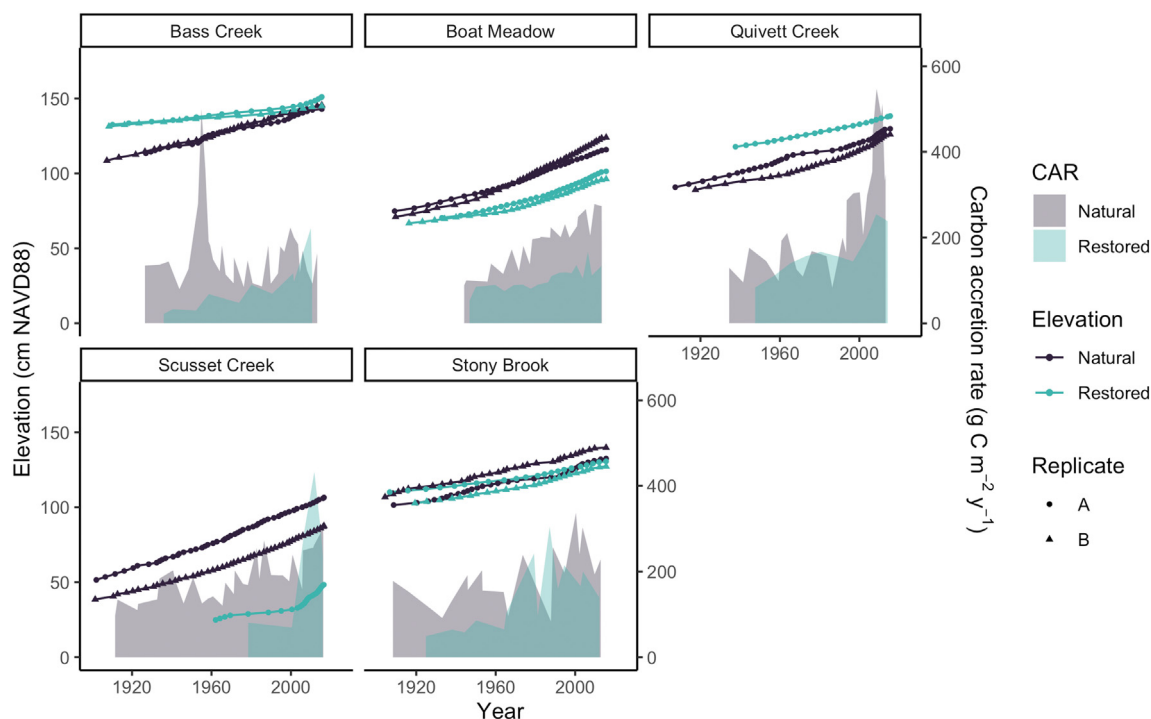 Bass Creek
Boat Meadow
Quivett Creek
150
100
50
0
600
400
200
0
1920
1960
2000
Scusset Creek
Stony Brook
150
100
50
0
600
400
200
0
1920
1960
2000
1920
1960
2000
Year
Elevation (cm NAVD88)
Carbon accretion rate (g C m⁻² y⁻¹)
CAR
Natural
Restored
Elevation
Natural
Restored
Replicate
A
B